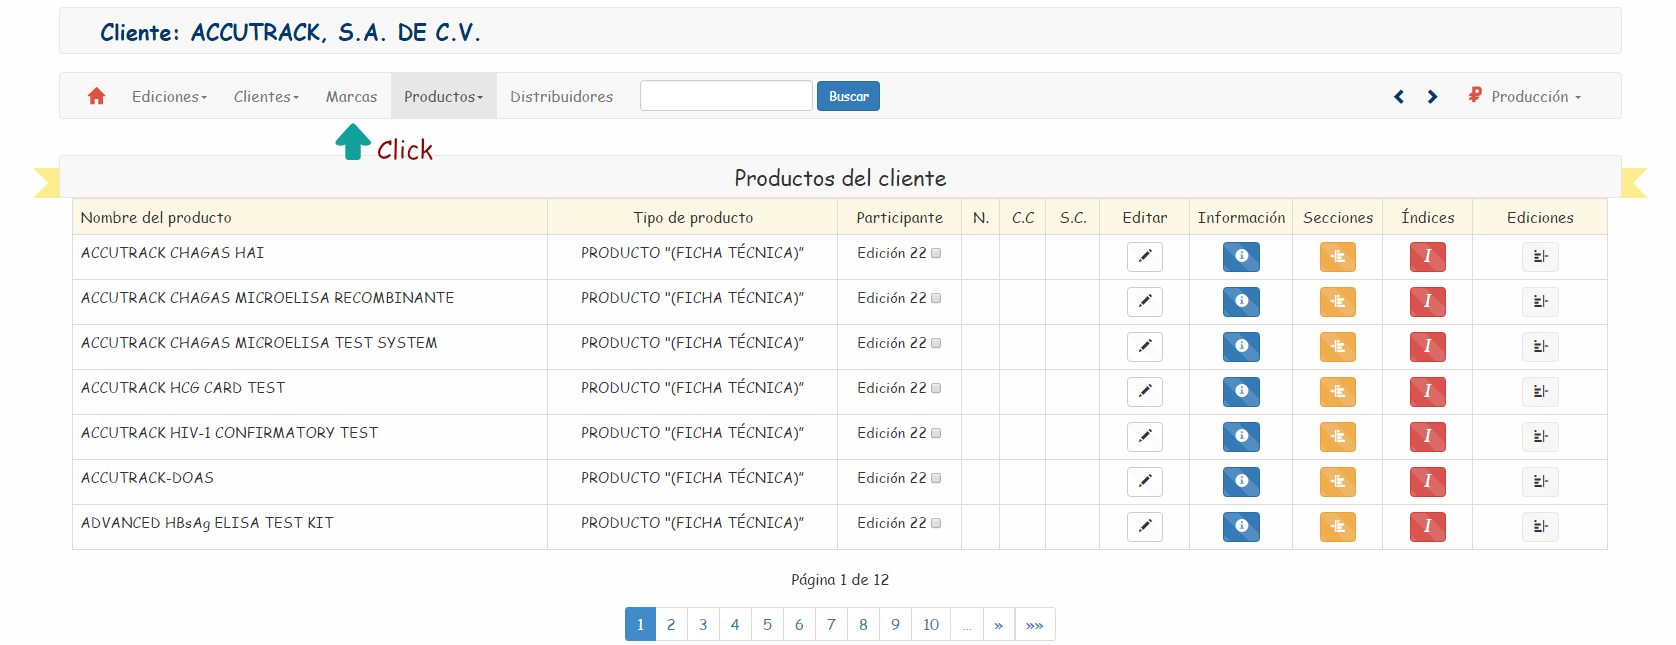 Cliente: ACCUTRACK, S.A. DE C.V.
Ediciones Clientes Marcas Productos Distribuidores Buscar Producción
Click
Productos del cliente
Nombre del producto Tipo de producto Participante N. C.C S.C. Editar Información Secciones Índices Ediciones
ACCUTRACK CHAGAS HAI PRODUCTO "(FICHA TÉCNICA)" Edición 22 I
ACCUTRACK CHAGAS MICROELISA RECOMBINANTE PRODUCTO "(FICHA TÉCNICA)" Edición 22 I
ACCUTRACK CHAGAS MICROELISA TEST SYSTEM PRODUCTO "(FICHA TÉCNICA)" Edición 22 I
ACCUTRACK HCG CARD TEST PRODUCTO "(FICHA TÉCNICA)" Edición 22 I
ACCUTRACK HIV-1 CONFIRMATORY TEST PRODUCTO "(FICHA TÉCNICA)" Edición 22 I
ACCUTRACK-DOAS PRODUCTO "(FICHA TÉCNICA)" Edición 22 I
ADVANCED HBsAg ELISA TEST KIT PRODUCTO "(FICHA TÉCNICA)" Edición 22 I
Página 1 de 12
1 2 3 4 5 6 7 8 9 10 ... » »»